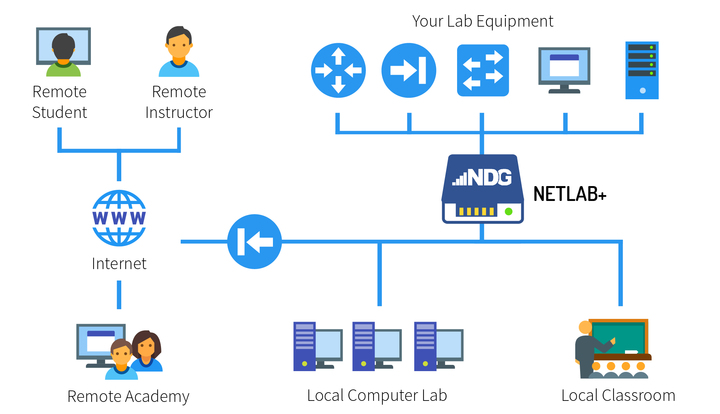 Your Lab Equipment
Remote
Student
Remote
Instructor
NDG
NETLAB+
WWW
Internet
Remote Academy
Local Computer Lab
Local Classroom